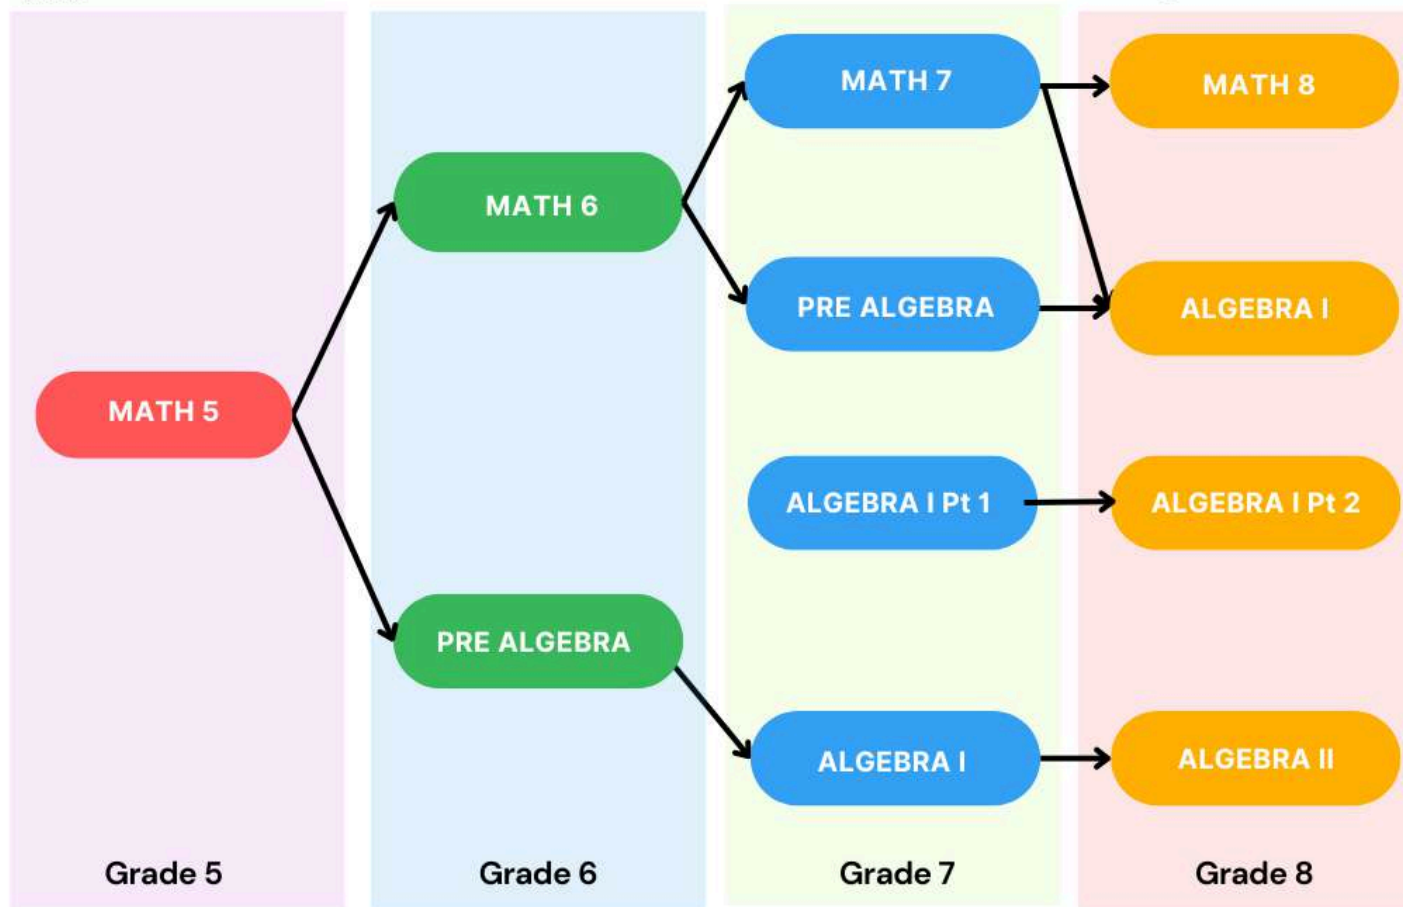 MATH 5
MATH 6
PRE ALGEBRA
MATH 7
PRE ALGEBRA
ALGEBRA I Pt 1
ALGEBRA I
MATH 8
ALGEBRA I
ALGEBRA I Pt 2
ALGEBRA II
Grade 5
Grade 6
Grade 7
Grade 8